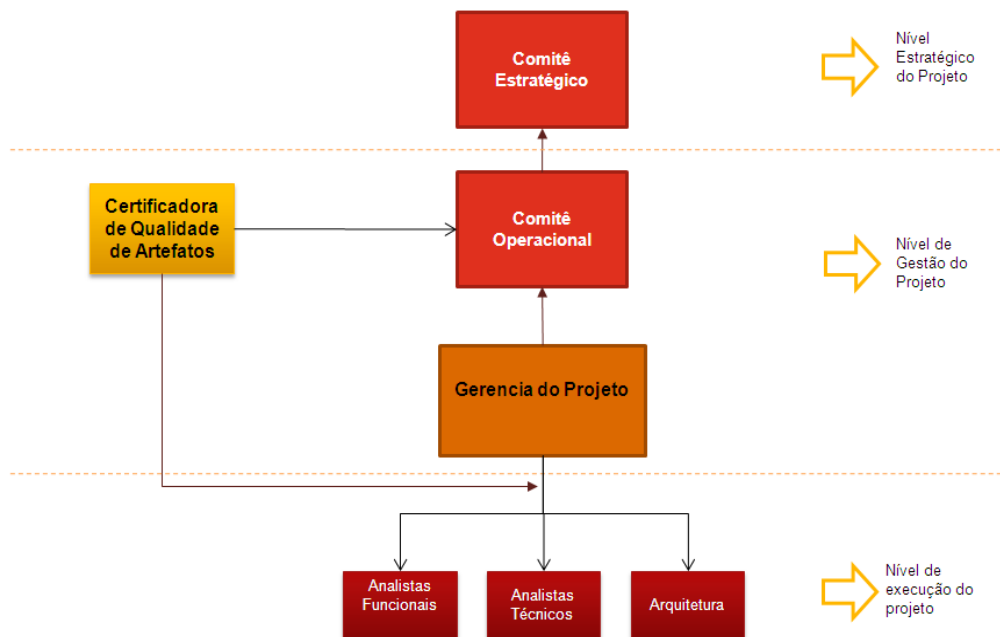 Comitê
Estratégico
Nível
Estratégico
do Projeto
Certificadora
de Qualidade
de Artefatos
Comitê
Operacional
Nível de
Gestão do
Projeto
Gerencia do Projeto
Analistas
Funcionais
Analistas
Técnicos
Arquitetura
Nível de
execução do
projeto